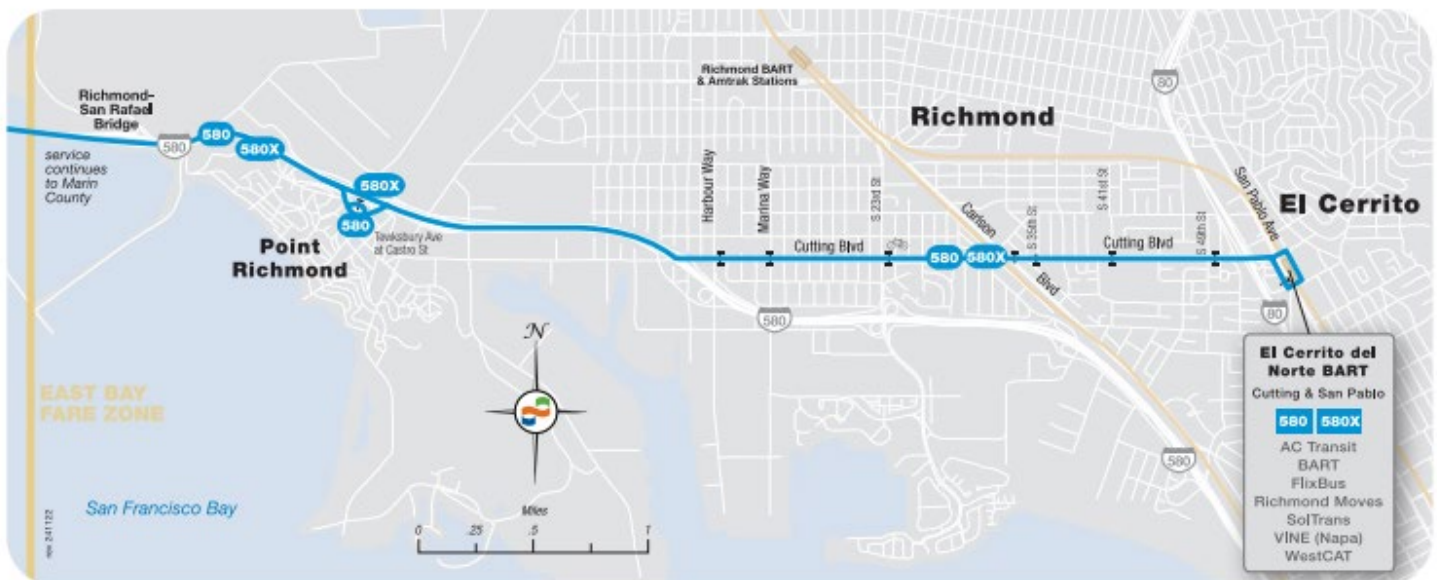 Richmond–
San Rafael
Bridge
service
continues
to Marin
County
580
580
580X
580X
580
Tewksbury Ave
at Castro St
Point
Richmond
Richmond BART
& Amtrak Stations
Richmond
80
El Cerrito
San Pablo Ave
Harbour Way
Marina Way
S 23rd St
Carlson
Blvd
S 35th St
S 41st St
S 49th St
Cutting Blvd
580
580X
Cutting Blvd
580
80
580
El Cerrito del
Norte BART
Cutting & San Pablo
580 580X
AC Transit
BART
FlixBus
Richmond Moves
SolTrans
VINE (Napa)
WestCAT
EAST BAY
FARE ZONE
San Francisco Bay
N
Miles
0 .25 .5 1
241122